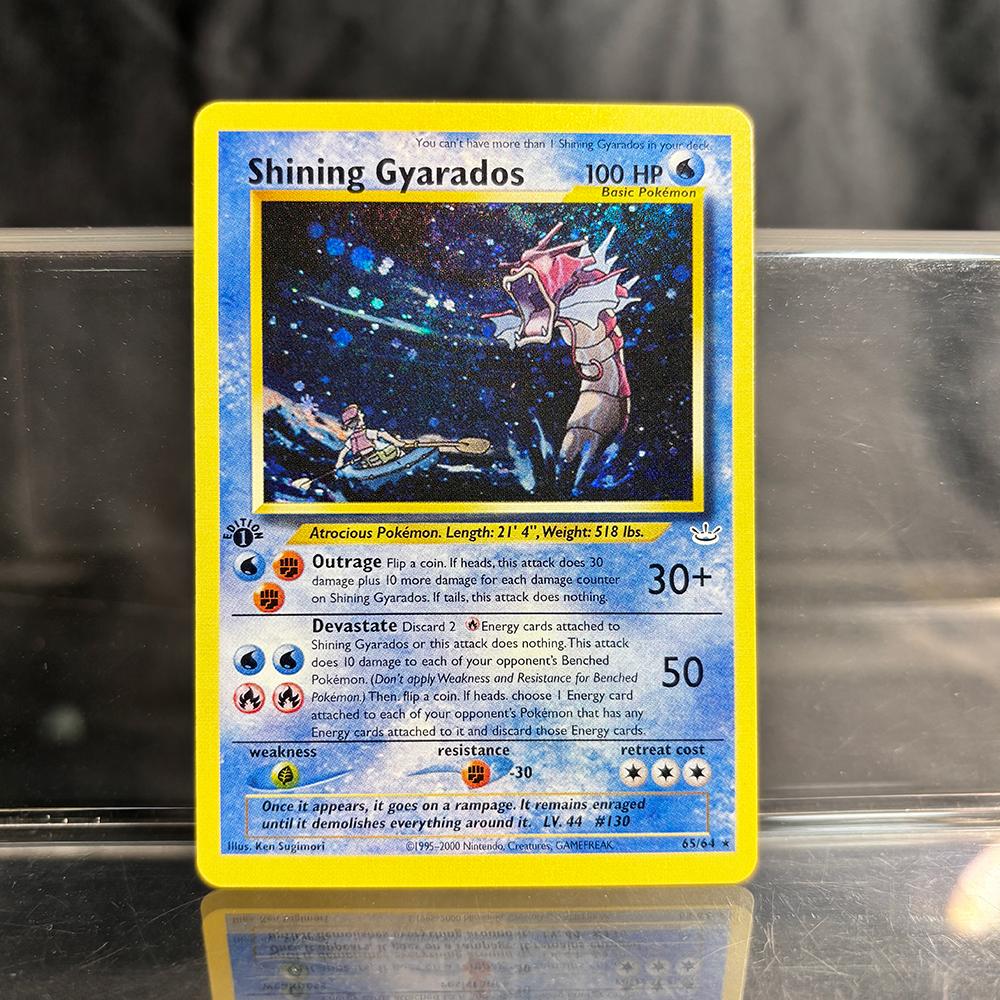 You can't have more than 1 Shining Gyarados in your deck.
Shining Gyarados 100 HP
Basic Pokémon
EDITION
1
Atrocious Pokémon. Length: 21' 4", Weight: 518 lbs.
Outrage Flip a coin. If heads, this attack does 30
damage plus 10 more damage for each damage counter
on Shining Gyarados. If tails, this attack does nothing.
30+
Devastate Discard 2 Energy cards attached to
Shining Gyarados or this attack does nothing. This attack
does 10 damage to each of your opponent's Benched
Pokémon. (Don't apply Weakness and Resistance for Benched
Pokémon.) Then, flip a coin. If heads, choose 1 Energy card
attached to each of your opponent's Pokémon that has any
Energy cards attached to it and discard those Energy cards.
50
weakness resistance retreat cost
-30
Once it appears, it goes on a rampage. It remains enraged
until it demolishes everything around it. LV. 44 #130
Illus. Ken Sugimori ©1995–2000 Nintendo, Creatures, GAMEFREAK. 65/64 ★